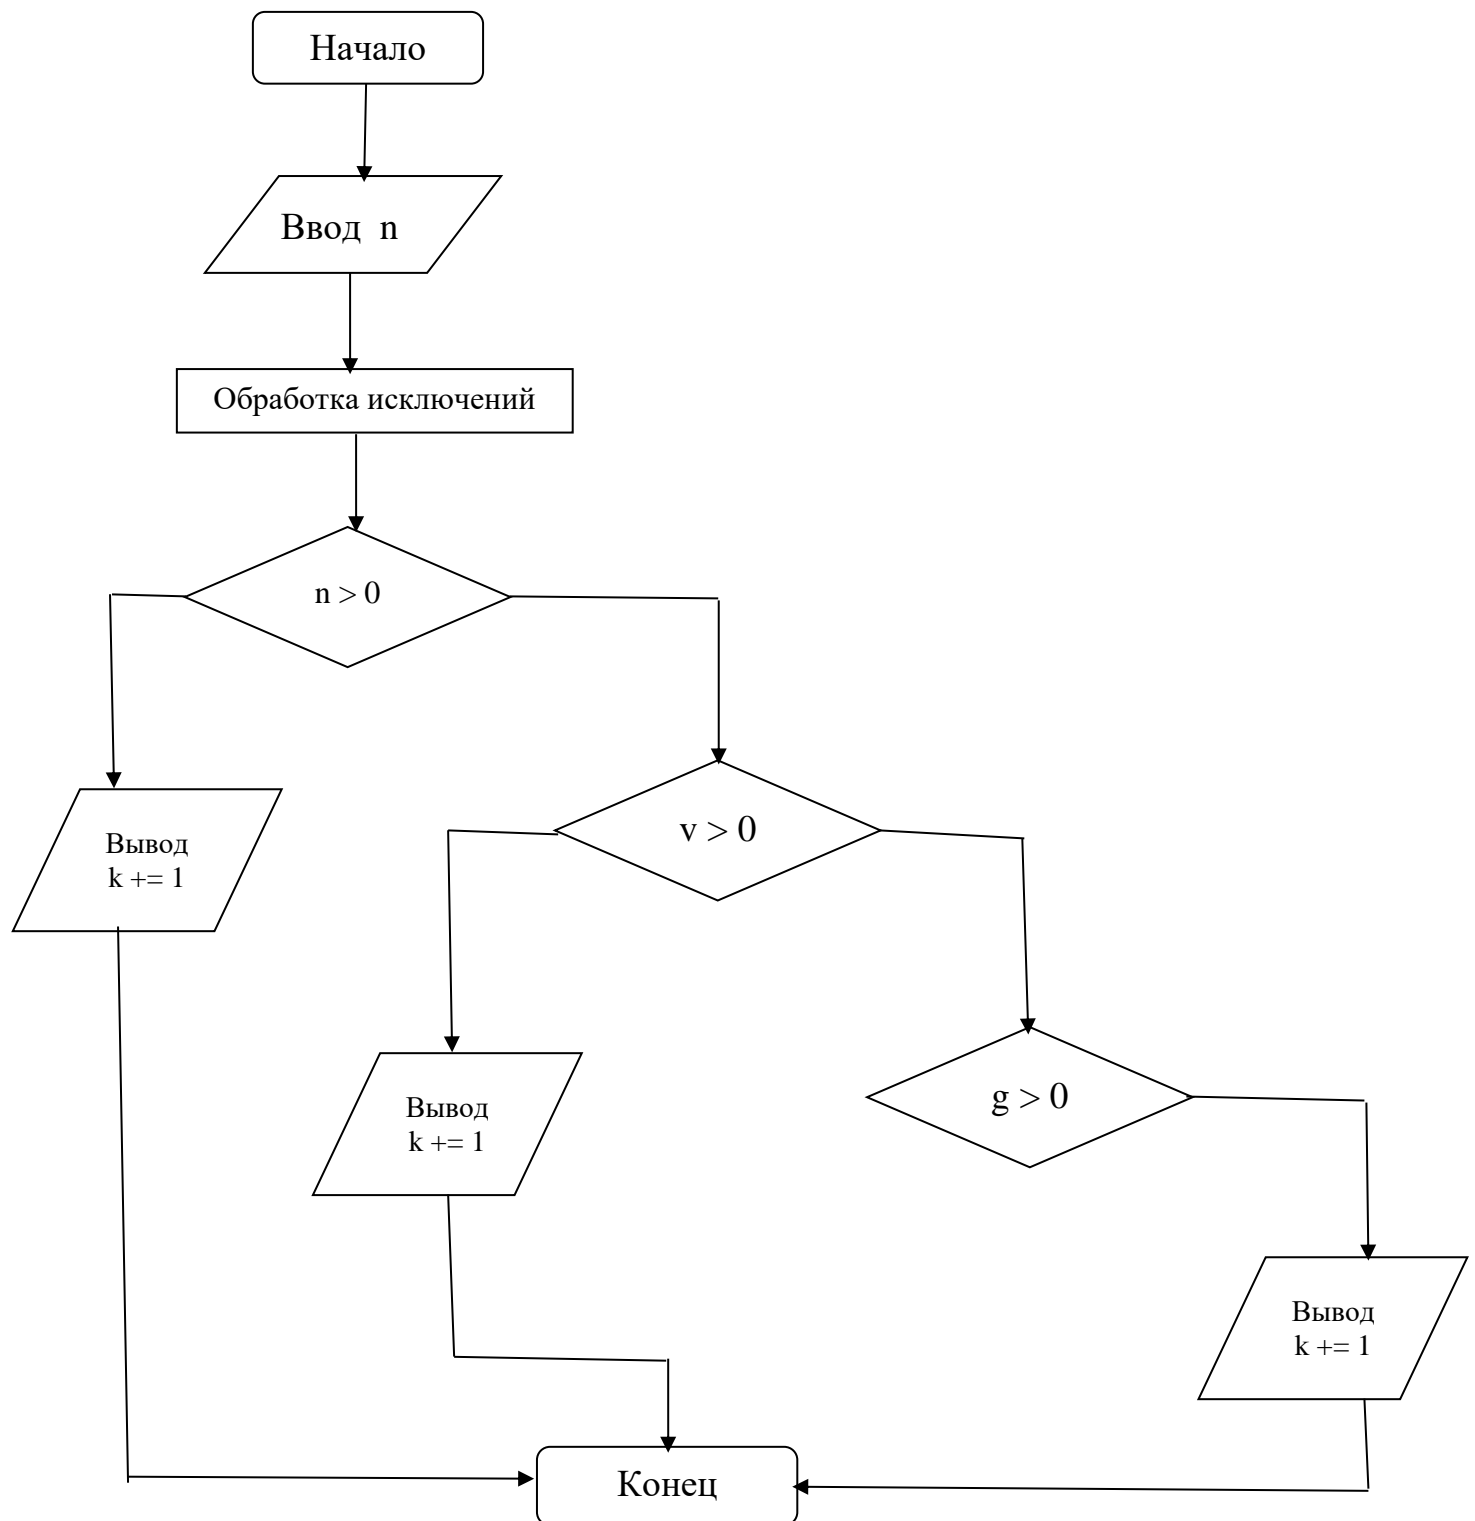 Начало
Ввод  n
Обработка исключений
n > 0
v > 0
Вывод
k += 1
g > 0
Вывод
k += 1
Вывод
k += 1
Конец